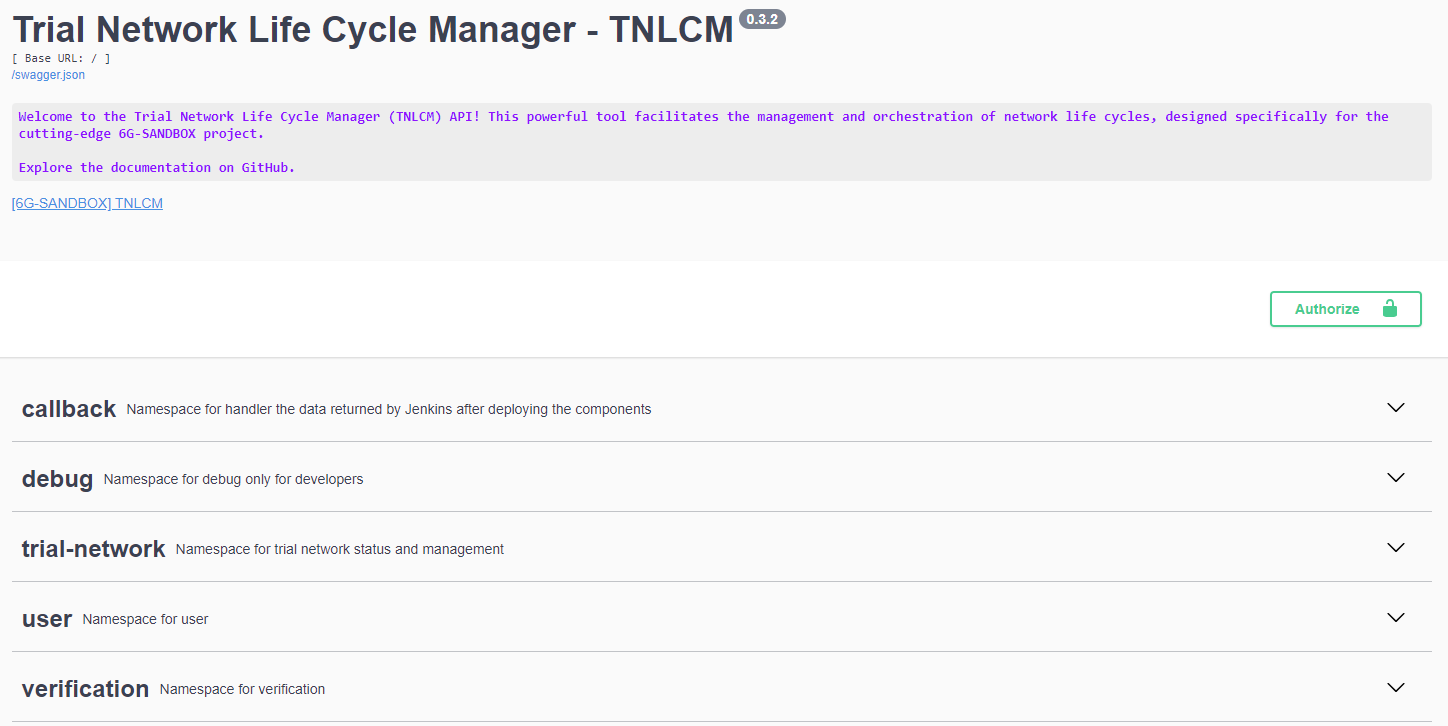 Trial Network Life Cycle Manager - TNLCM 0.3.2
[ Base URL: / ]
/swagger.json
Welcome to the Trial Network Life Cycle Manager (TNLCM) API! This powerful tool facilitates the management and orchestration of network life cycles, designed specifically for the
cutting-edge 6G-SANDBOX project.
Explore the documentation on GitHub.
[6G-SANDBOX] TNLCM
Authorize
callback Namespace for handler the data returned by Jenkins after deploying the components
debug Namespace for debug only for developers
trial-network Namespace for trial network status and management
user Namespace for user
verification Namespace for verification